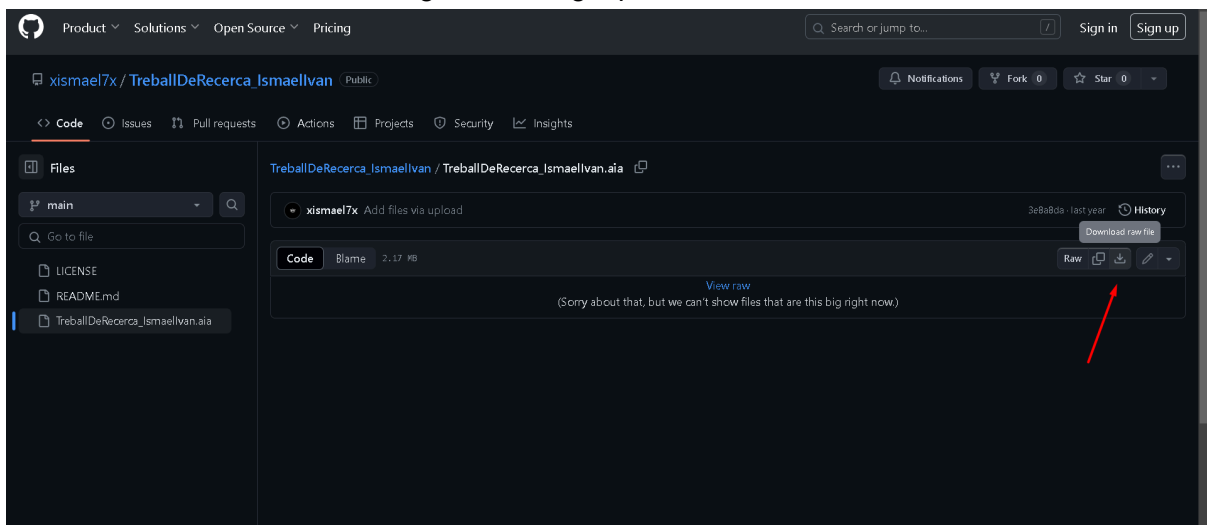 Product Solutions Open Source Pricing Search or jump to... / Sign in Sign up
xismael7x / TreballDeRecerca_IsmaelIvan Public Notifications Fork 0 Star 0
Code Issues Pull requests Actions Projects Security Insights
Files
main
Go to file
LICENSE
README.md
TreballDeRecerca_IsmaelIvan.aia
TreballDeRecerca_IsmaelIvan / TreballDeRecerca_IsmaelIvan.aia
xismael7x Add files via upload 3e8a8da · last year History
Download raw file
Code Blame 2.17 MB Raw
View raw
(Sorry about that, but we can't show files that are this big right now.)